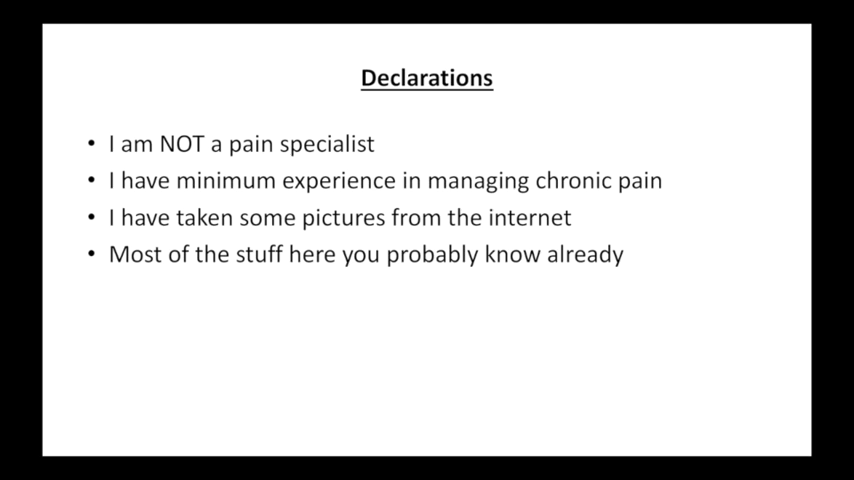 Declarations
• I am NOT a pain specialist
• I have minimum experience in managing chronic pain
• I have taken some pictures from the internet
• Most of the stuff here you probably know already